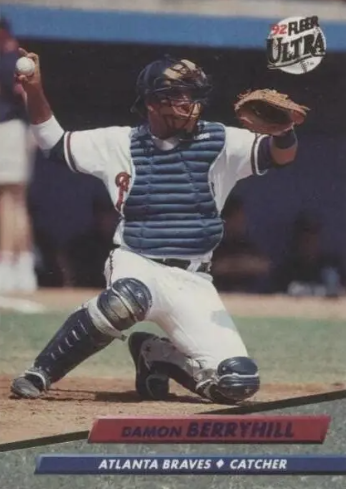 92 FLEER
ULTRA
DAMON BERRYHILL
ATLANTA BRAVES ♦ CATCHER